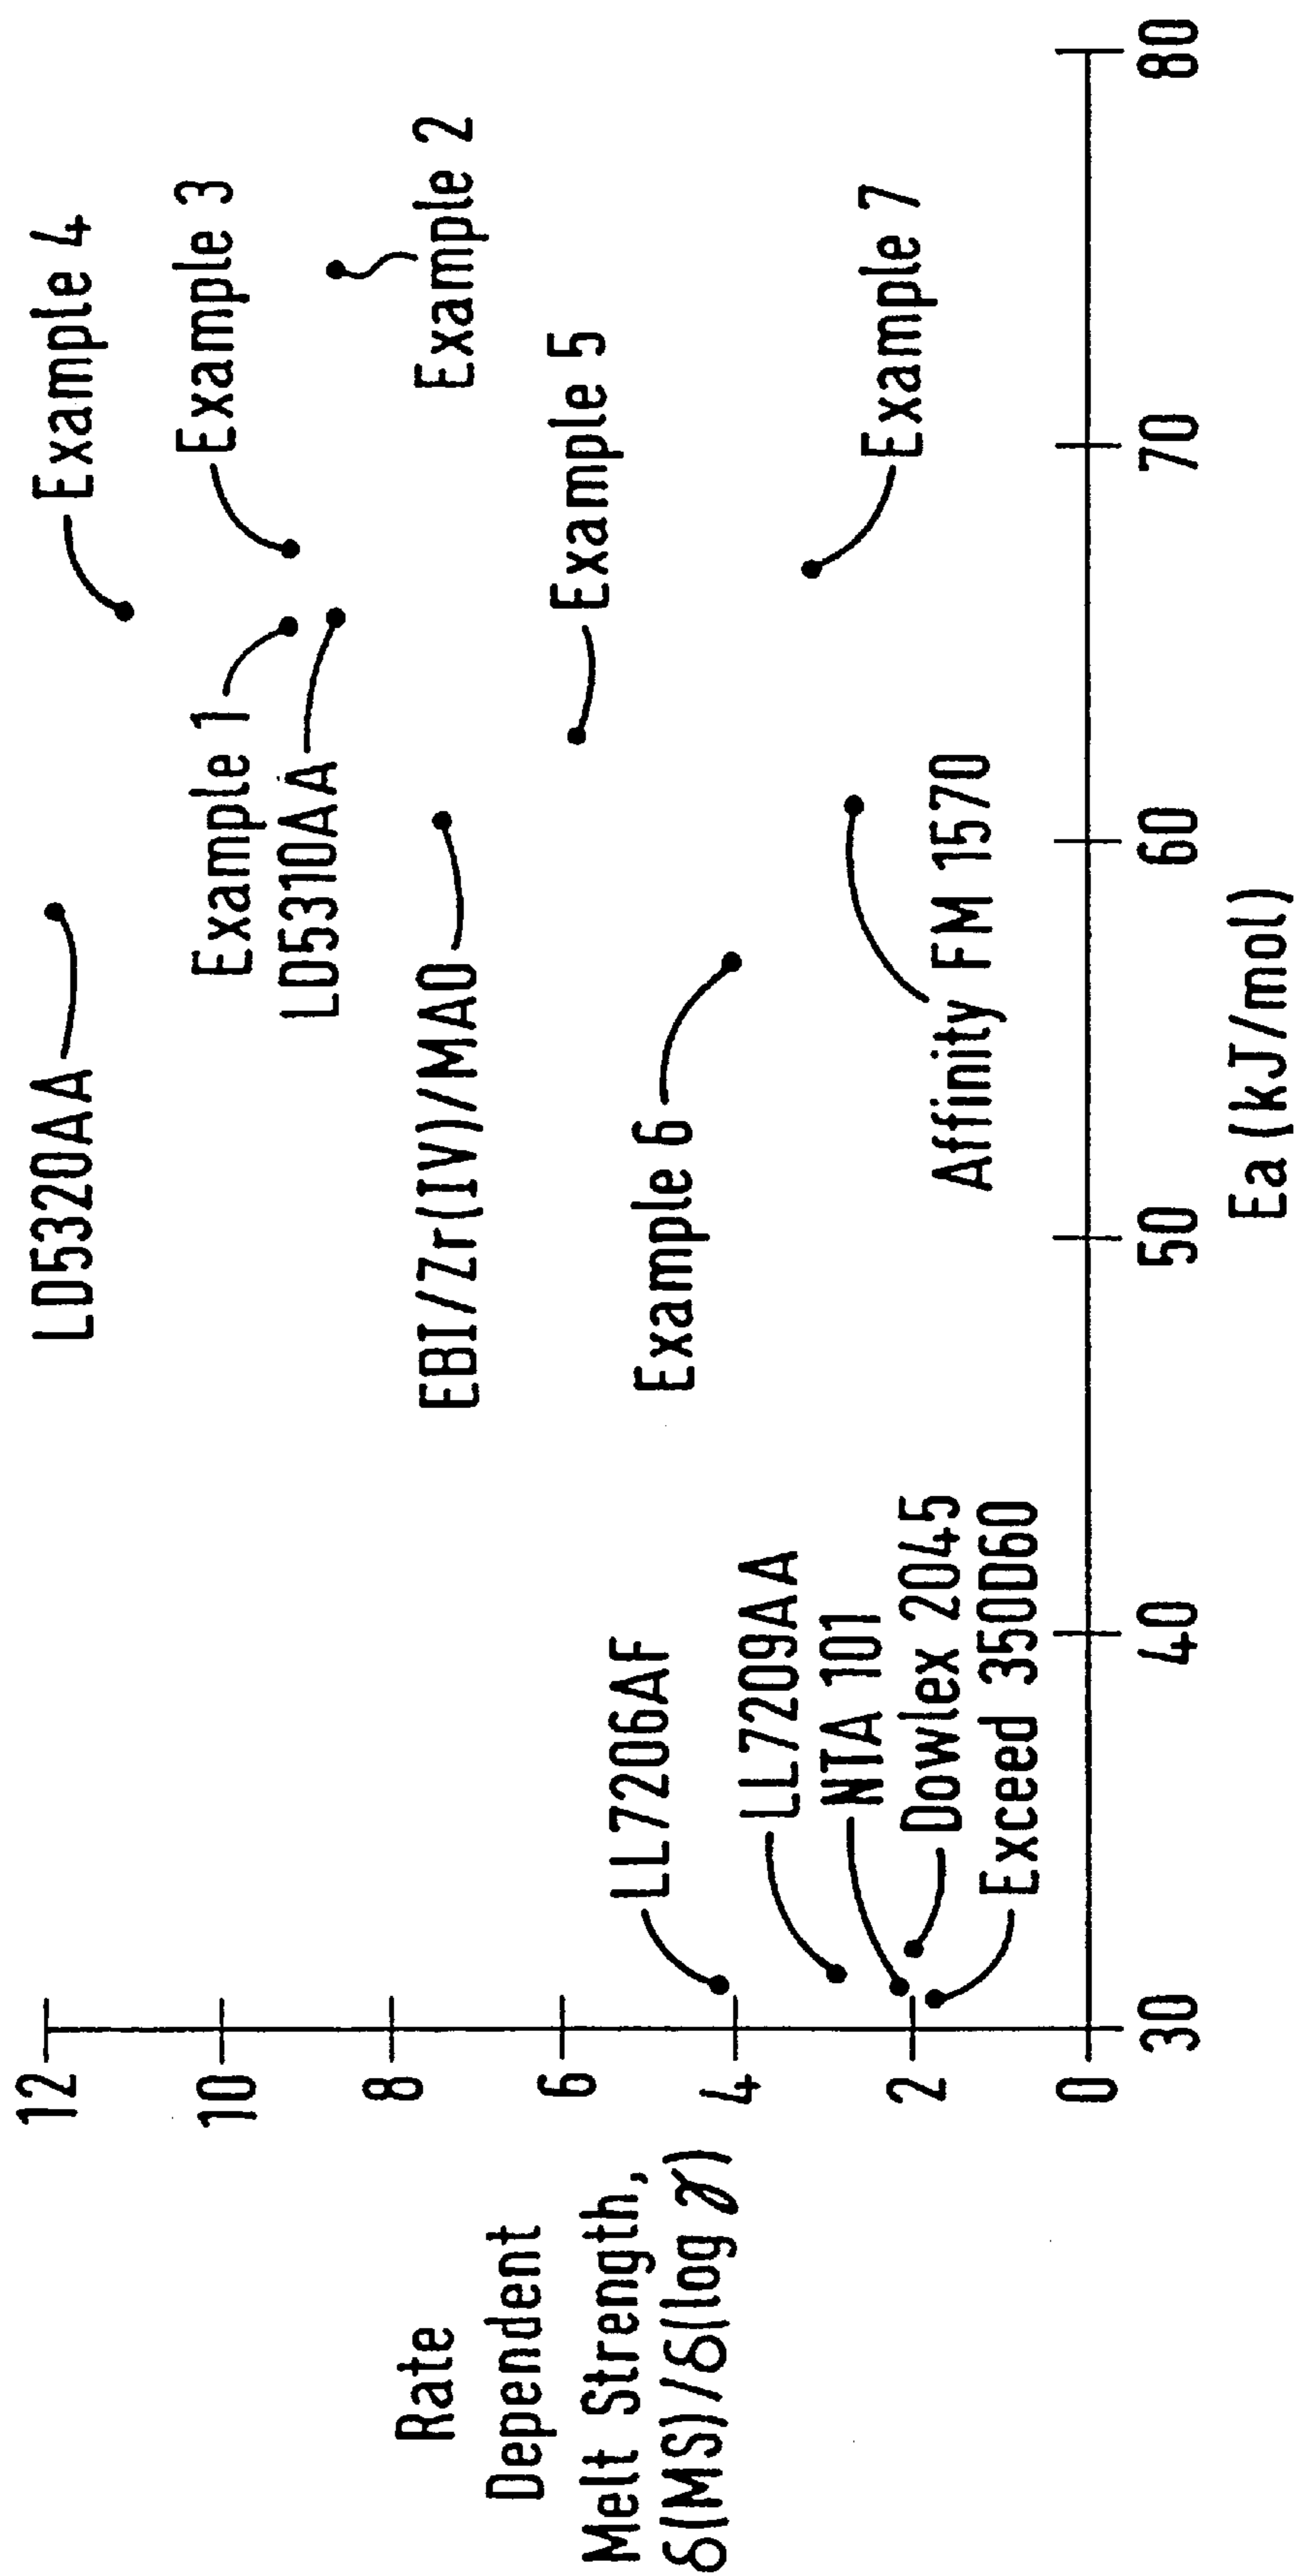 Rate
Dependent
Melt Strength,
δ(MS)/δ(log γ)
12
10
8
6
4
2
0
LD5320AA
Example 4
Example 1
Example 3
LD5310AA
Example 2
EBI/Zr(IV)/MAO
Example 5
LL7206AF
Example 6
LL7209AA
Example 7
NTA 101
Dowlex 2045
Affinity FM 1570
Exceed 350D60
30
40
50
60
70
80
Ea (kJ/mol)